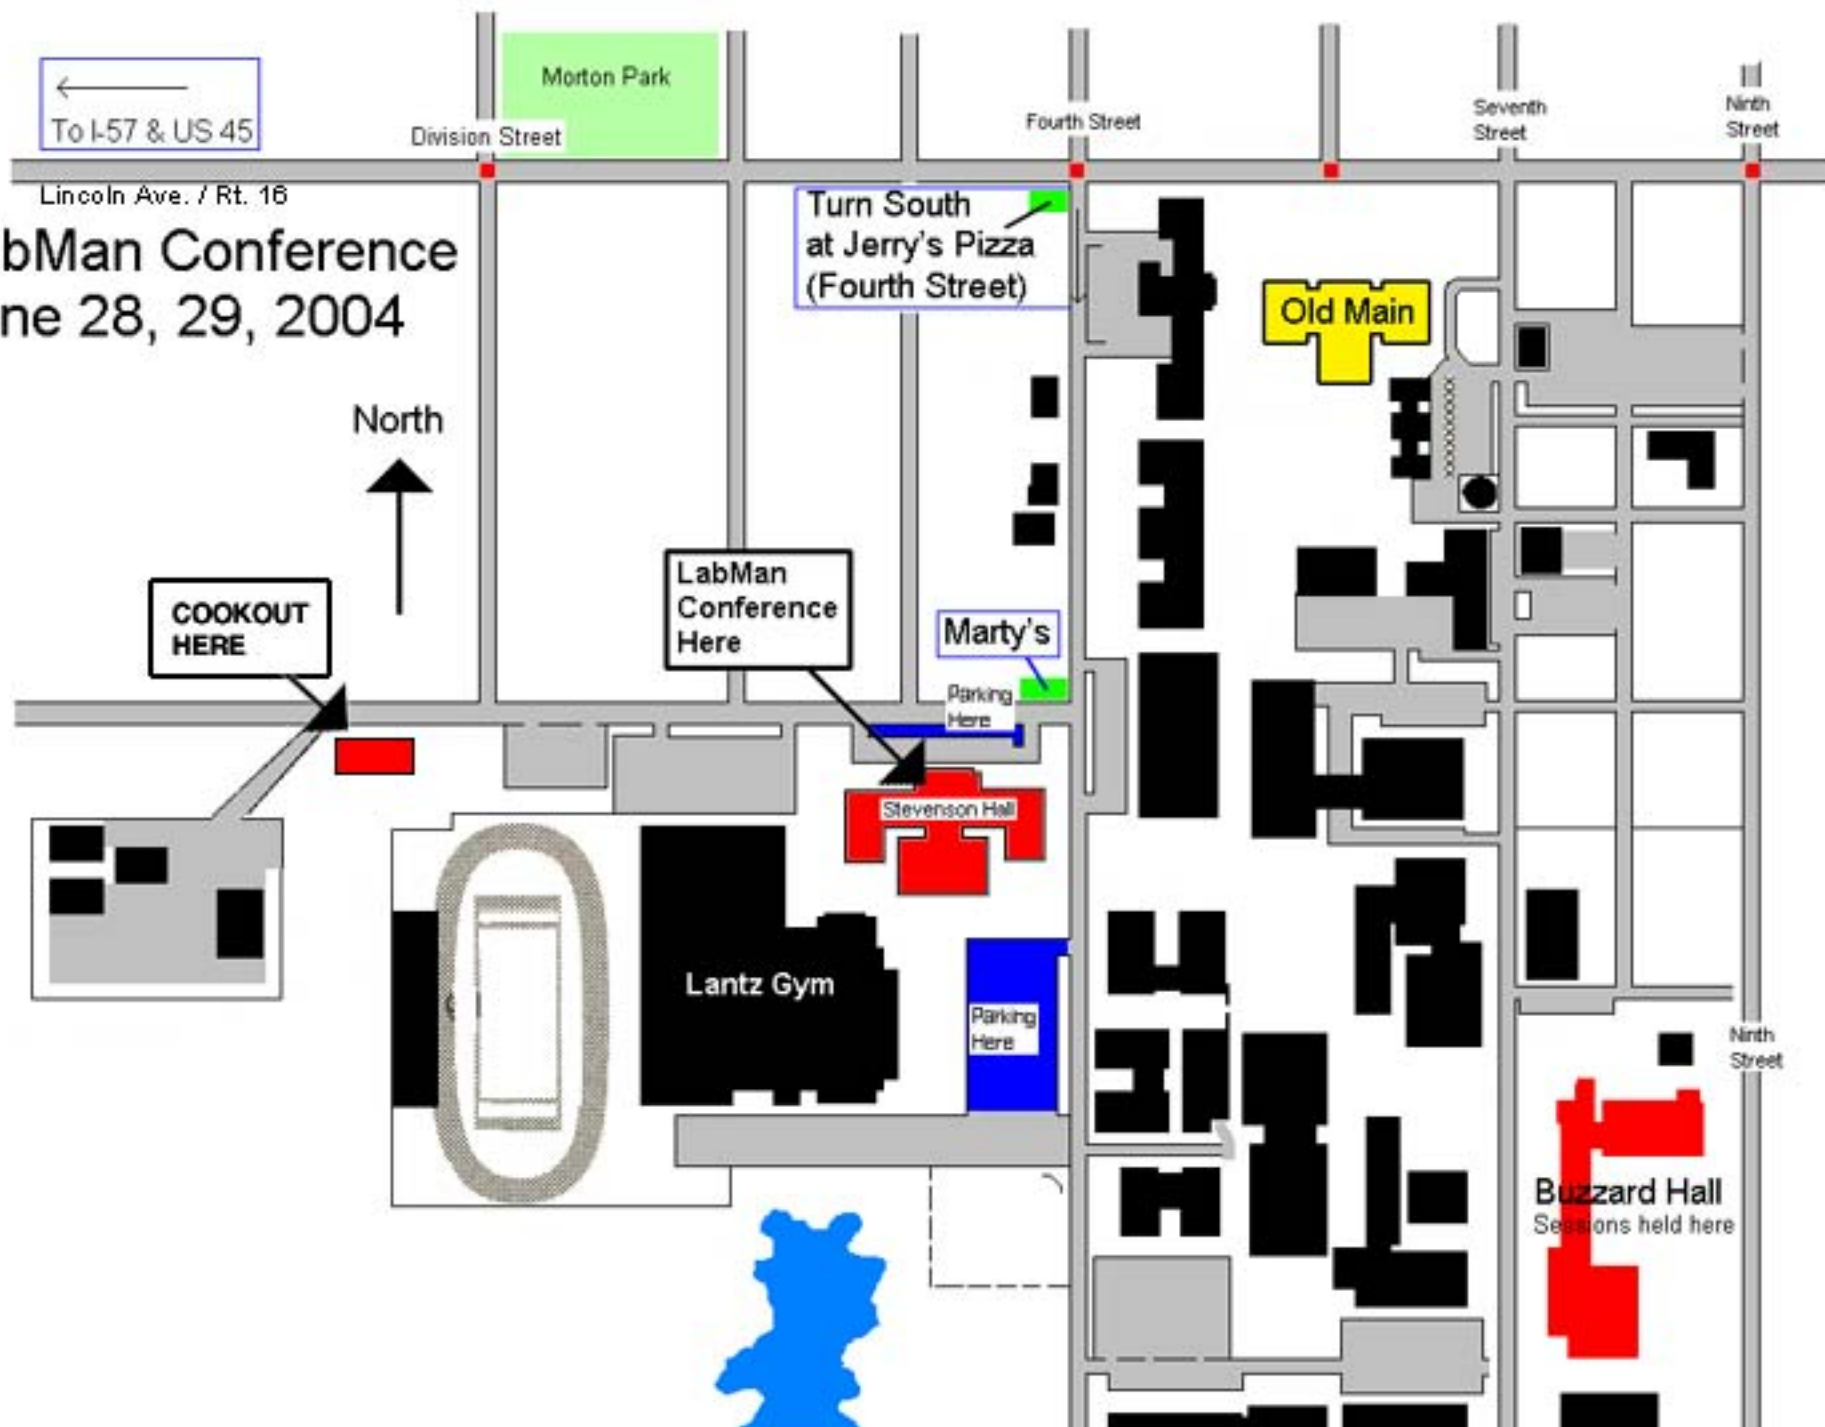 Morton Park
To I-57 & US 45
Division Street
Fourth Street
Seventh
Street
Ninth
Street
Lincoln Ave. / Rt. 16
bMan Conference
ne 28, 29, 2004
Turn South
at Jerry's Pizza
(Fourth Street)
Old Main
North
COOKOUT
HERE
LabMan
Conference
Here
Marty's
Parking
Here
Stevenson Hall
Lantz Gym
Parking
Here
Ninth
Street
Buzzard Hall
Sessions held here